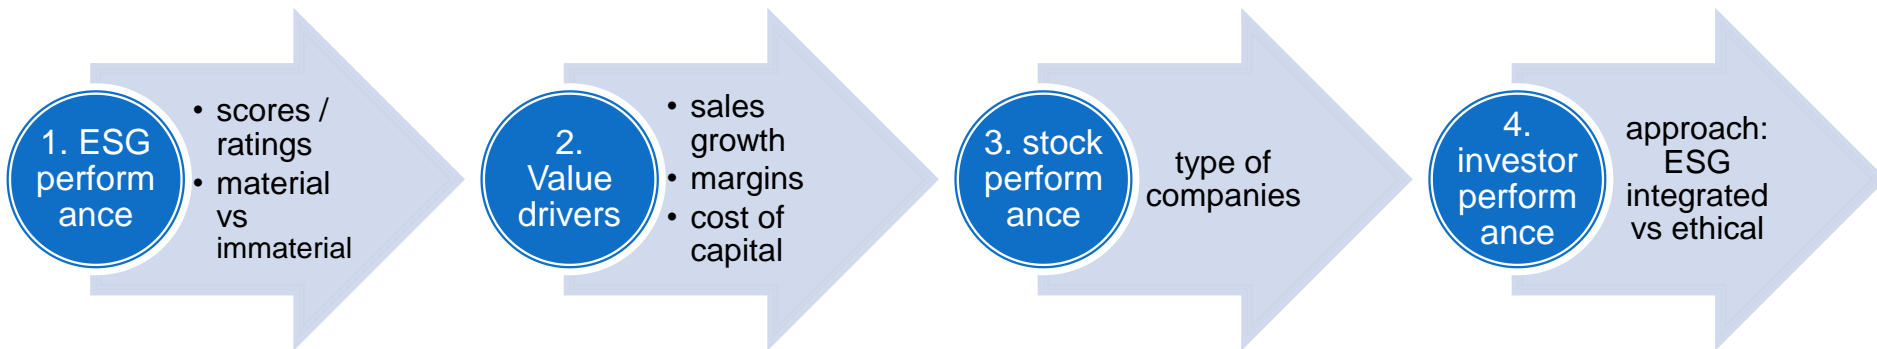 1. ESG
perform
ance
• scores /
ratings
• material
vs
immaterial
2.
Value
drivers
• sales
growth
• margins
• cost of
capital
3. stock
perform
ance
type of
companies
4.
investor
perform
ance
approach:
ESG
integrated
vs ethical